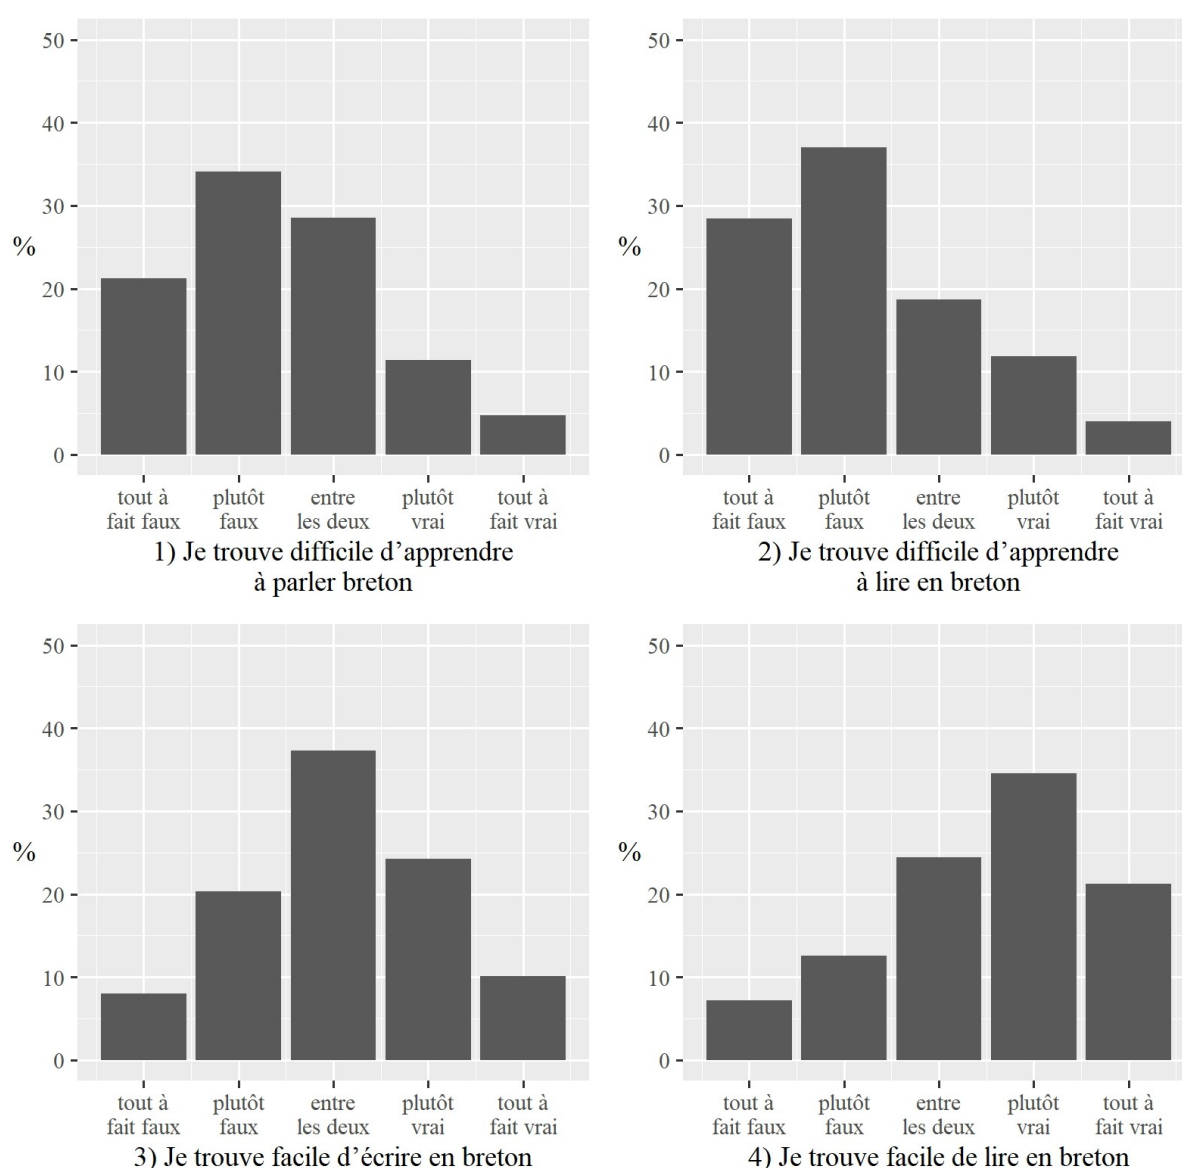 50
40
30
%
20
10
0
tout à
fait faux
plutôt
faux
entre
les deux
plutôt
vrai
tout à
fait vrai
1) Je trouve difficile d’apprendre
à parler breton
50
40
30
%
20
10
0
tout à
fait faux
plutôt
faux
entre
les deux
plutôt
vrai
tout à
fait vrai
2) Je trouve difficile d’apprendre
à lire en breton
50
40
30
%
20
10
0
tout à
fait faux
plutôt
faux
entre
les deux
plutôt
vrai
tout à
fait vrai
3) Je trouve facile d’écrire en breton
50
40
30
%
20
10
0
tout à
fait faux
plutôt
faux
entre
les deux
plutôt
vrai
tout à
fait vrai
4) Je trouve facile de lire en breton